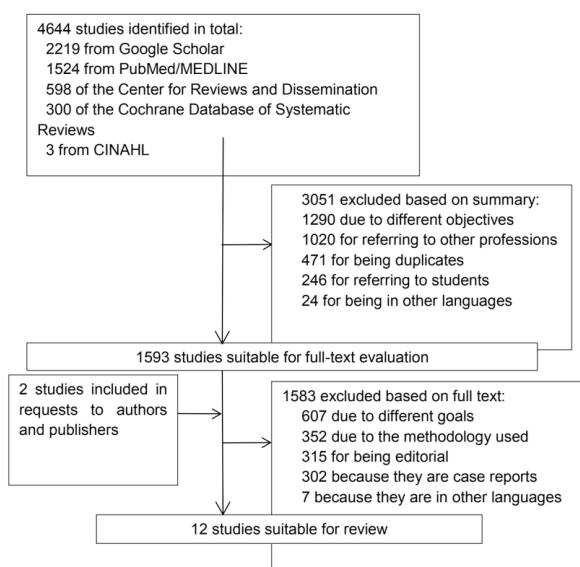 4644 studies identified in total:
2219 from Google Scholar
1524 from PubMed/MEDLINE
598 of the Center for Reviews and Dissemination
300 of the Cochrane Database of Systematic
Reviews
3 from CINAHL
3051 excluded based on summary:
1290 due to different objectives
1020 for referring to other professions
471 for being duplicates
246 for referring to students
24 for being in other languages
1593 studies suitable for full-text evaluation
2 studies included in
requests to authors
and publishers
1583 excluded based on full text:
607 due to different goals
352 due to the methodology used
315 for being editorial
302 because they are case reports
7 because they are in other languages
12 studies suitable for review